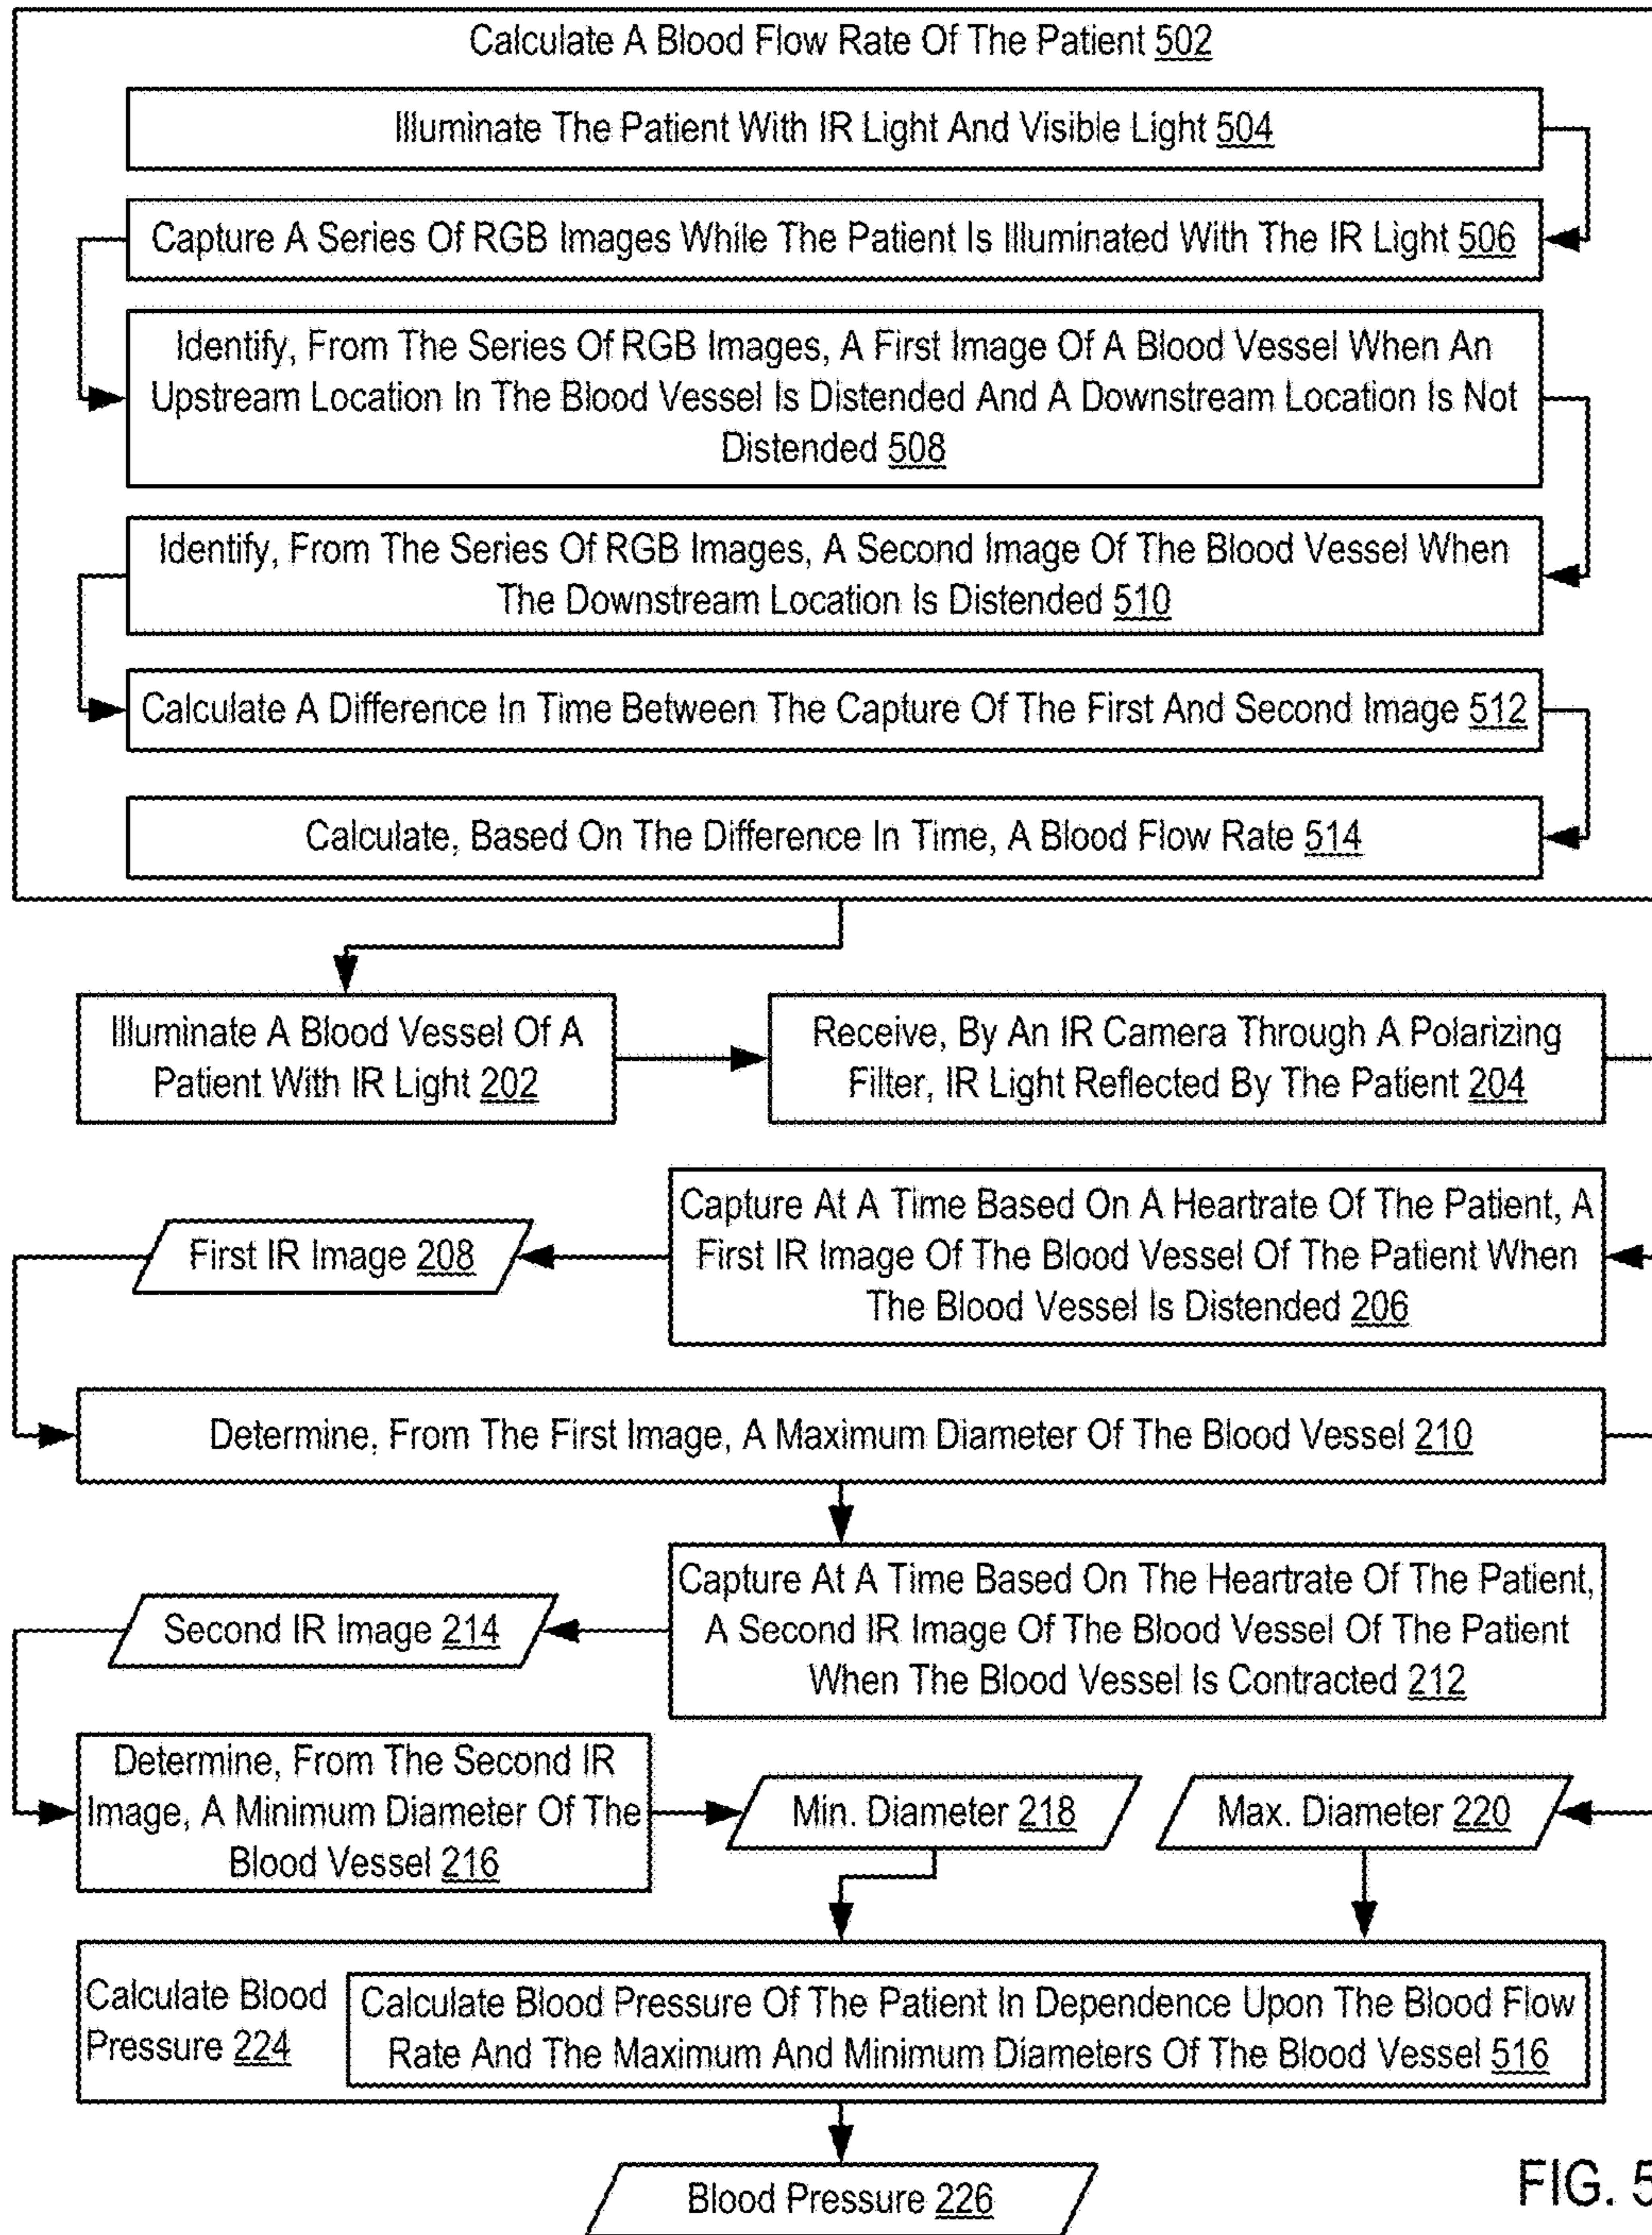 Calculate A Blood Flow Rate Of The Patient 502
Illuminate The Patient With IR Light And Visible Light 504
Capture A Series Of RGB Images While The Patient Is Illuminated With The IR Light 506
Identify, From The Series Of RGB Images, A First Image Of A Blood Vessel When An
Upstream Location In The Blood Vessel Is Distended And A Downstream Location Is Not
Distended 508
Identify, From The Series Of RGB Images, A Second Image Of The Blood Vessel When
The Downstream Location Is Distended 510
Calculate A Difference In Time Between The Capture Of The First And Second Image 512
Calculate, Based On The Difference In Time, A Blood Flow Rate 514
Illuminate A Blood Vessel Of A
Patient With IR Light 202
Receive, By An IR Camera Through A Polarizing
Filter, IR Light Reflected By The Patient 204
Capture At A Time Based On A Heartrate Of The Patient, A
First IR Image Of The Blood Vessel Of The Patient When
The Blood Vessel Is Distended 206
First IR Image 208
Determine, From The First Image, A Maximum Diameter Of The Blood Vessel 210
Capture At A Time Based On The Heartrate Of The Patient,
A Second IR Image Of The Blood Vessel Of The Patient
When The Blood Vessel Is Contracted 212
Second IR Image 214
Determine, From The Second IR
Image, A Minimum Diameter Of The
Blood Vessel 216
Min. Diameter 218
Max. Diameter 220
Calculate Blood
Pressure 224
Calculate Blood Pressure Of The Patient In Dependence Upon The Blood Flow
Rate And The Maximum And Minimum Diameters Of The Blood Vessel 516
Blood Pressure 226
FIG. 5